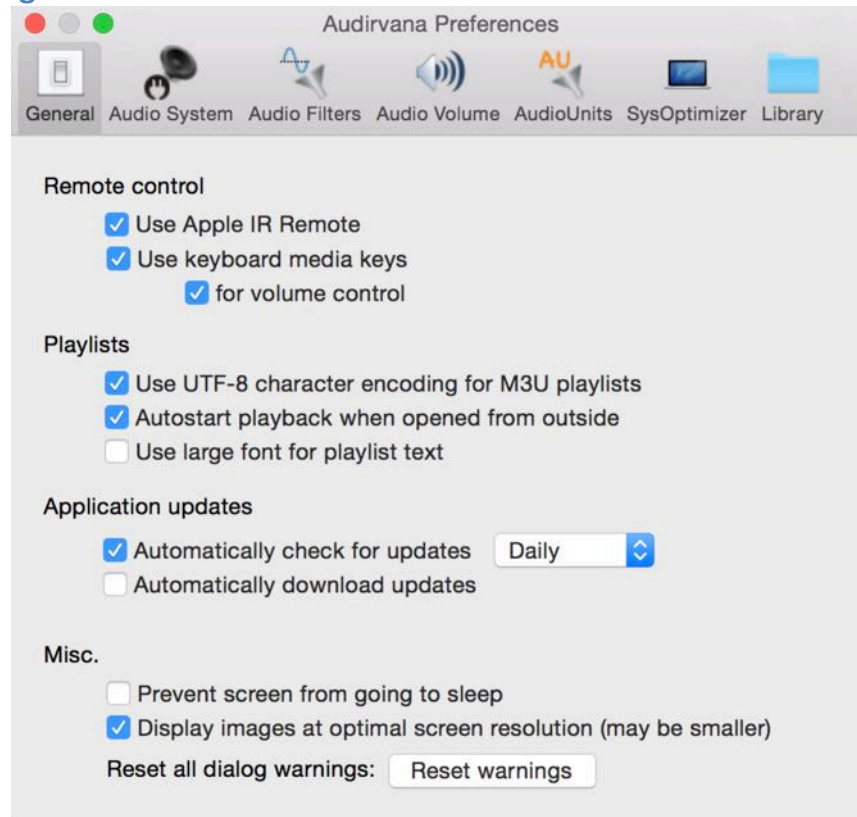 Audirvana Preferences
AU
General Audio System Audio Filters Audio Volume AudioUnits SysOptimizer Library
Remote control
Use Apple IR Remote
Use keyboard media keys
for volume control
Playlists
Use UTF-8 character encoding for M3U playlists
Autostart playback when opened from outside
Use large font for playlist text
Application updates
Automatically check for updates Daily
Automatically download updates
Misc.
Prevent screen from going to sleep
Display images at optimal screen resolution (may be smaller)
Reset all dialog warnings: Reset warnings